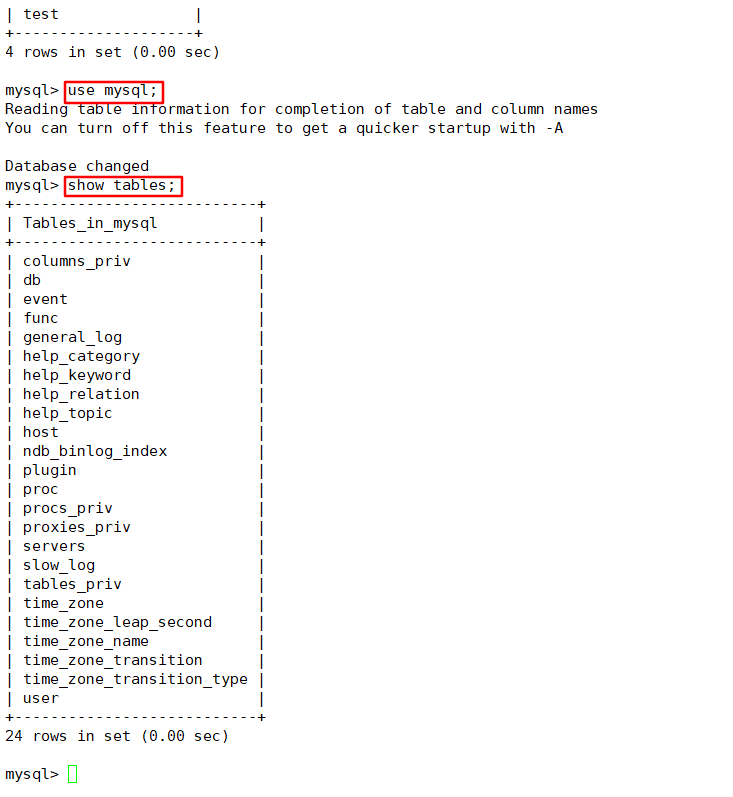 | test                |
+--------------------+
4 rows in set (0.00 sec)

mysql> use mysql;
Reading table information for completion of table and column names
You can turn off this feature to get a quicker startup with -A

Database changed
mysql> show tables;
+---------------------------+
| Tables_in_mysql           |
+---------------------------+
| columns_priv              |
| db                        |
| event                     |
| func                      |
| general_log               |
| help_category             |
| help_keyword              |
| help_relation             |
| help_topic                |
| host                      |
| ndb_binlog_index          |
| plugin                    |
| proc                      |
| procs_priv                |
| proxies_priv              |
| servers                   |
| slow_log                  |
| tables_priv               |
| time_zone                 |
| time_zone_leap_second     |
| time_zone_name            |
| time_zone_transition      |
| time_zone_transition_type |
| user                      |
+---------------------------+
24 rows in set (0.00 sec)

mysql>